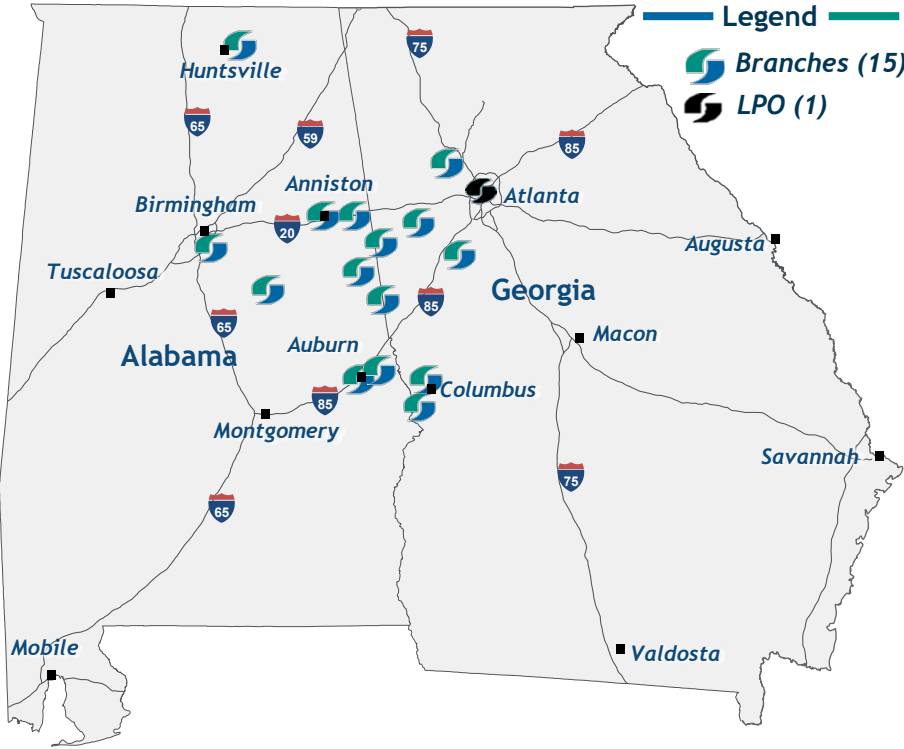 Legend
Branches (15)
LPO (1)
75
Huntsville
65
59
85
Anniston
Atlanta
Birmingham
20
Augusta
Tuscaloosa
Georgia
85
65
Macon
Auburn
Alabama
Columbus
85
Montgomery
Savannah
75
65
Mobile
Valdosta